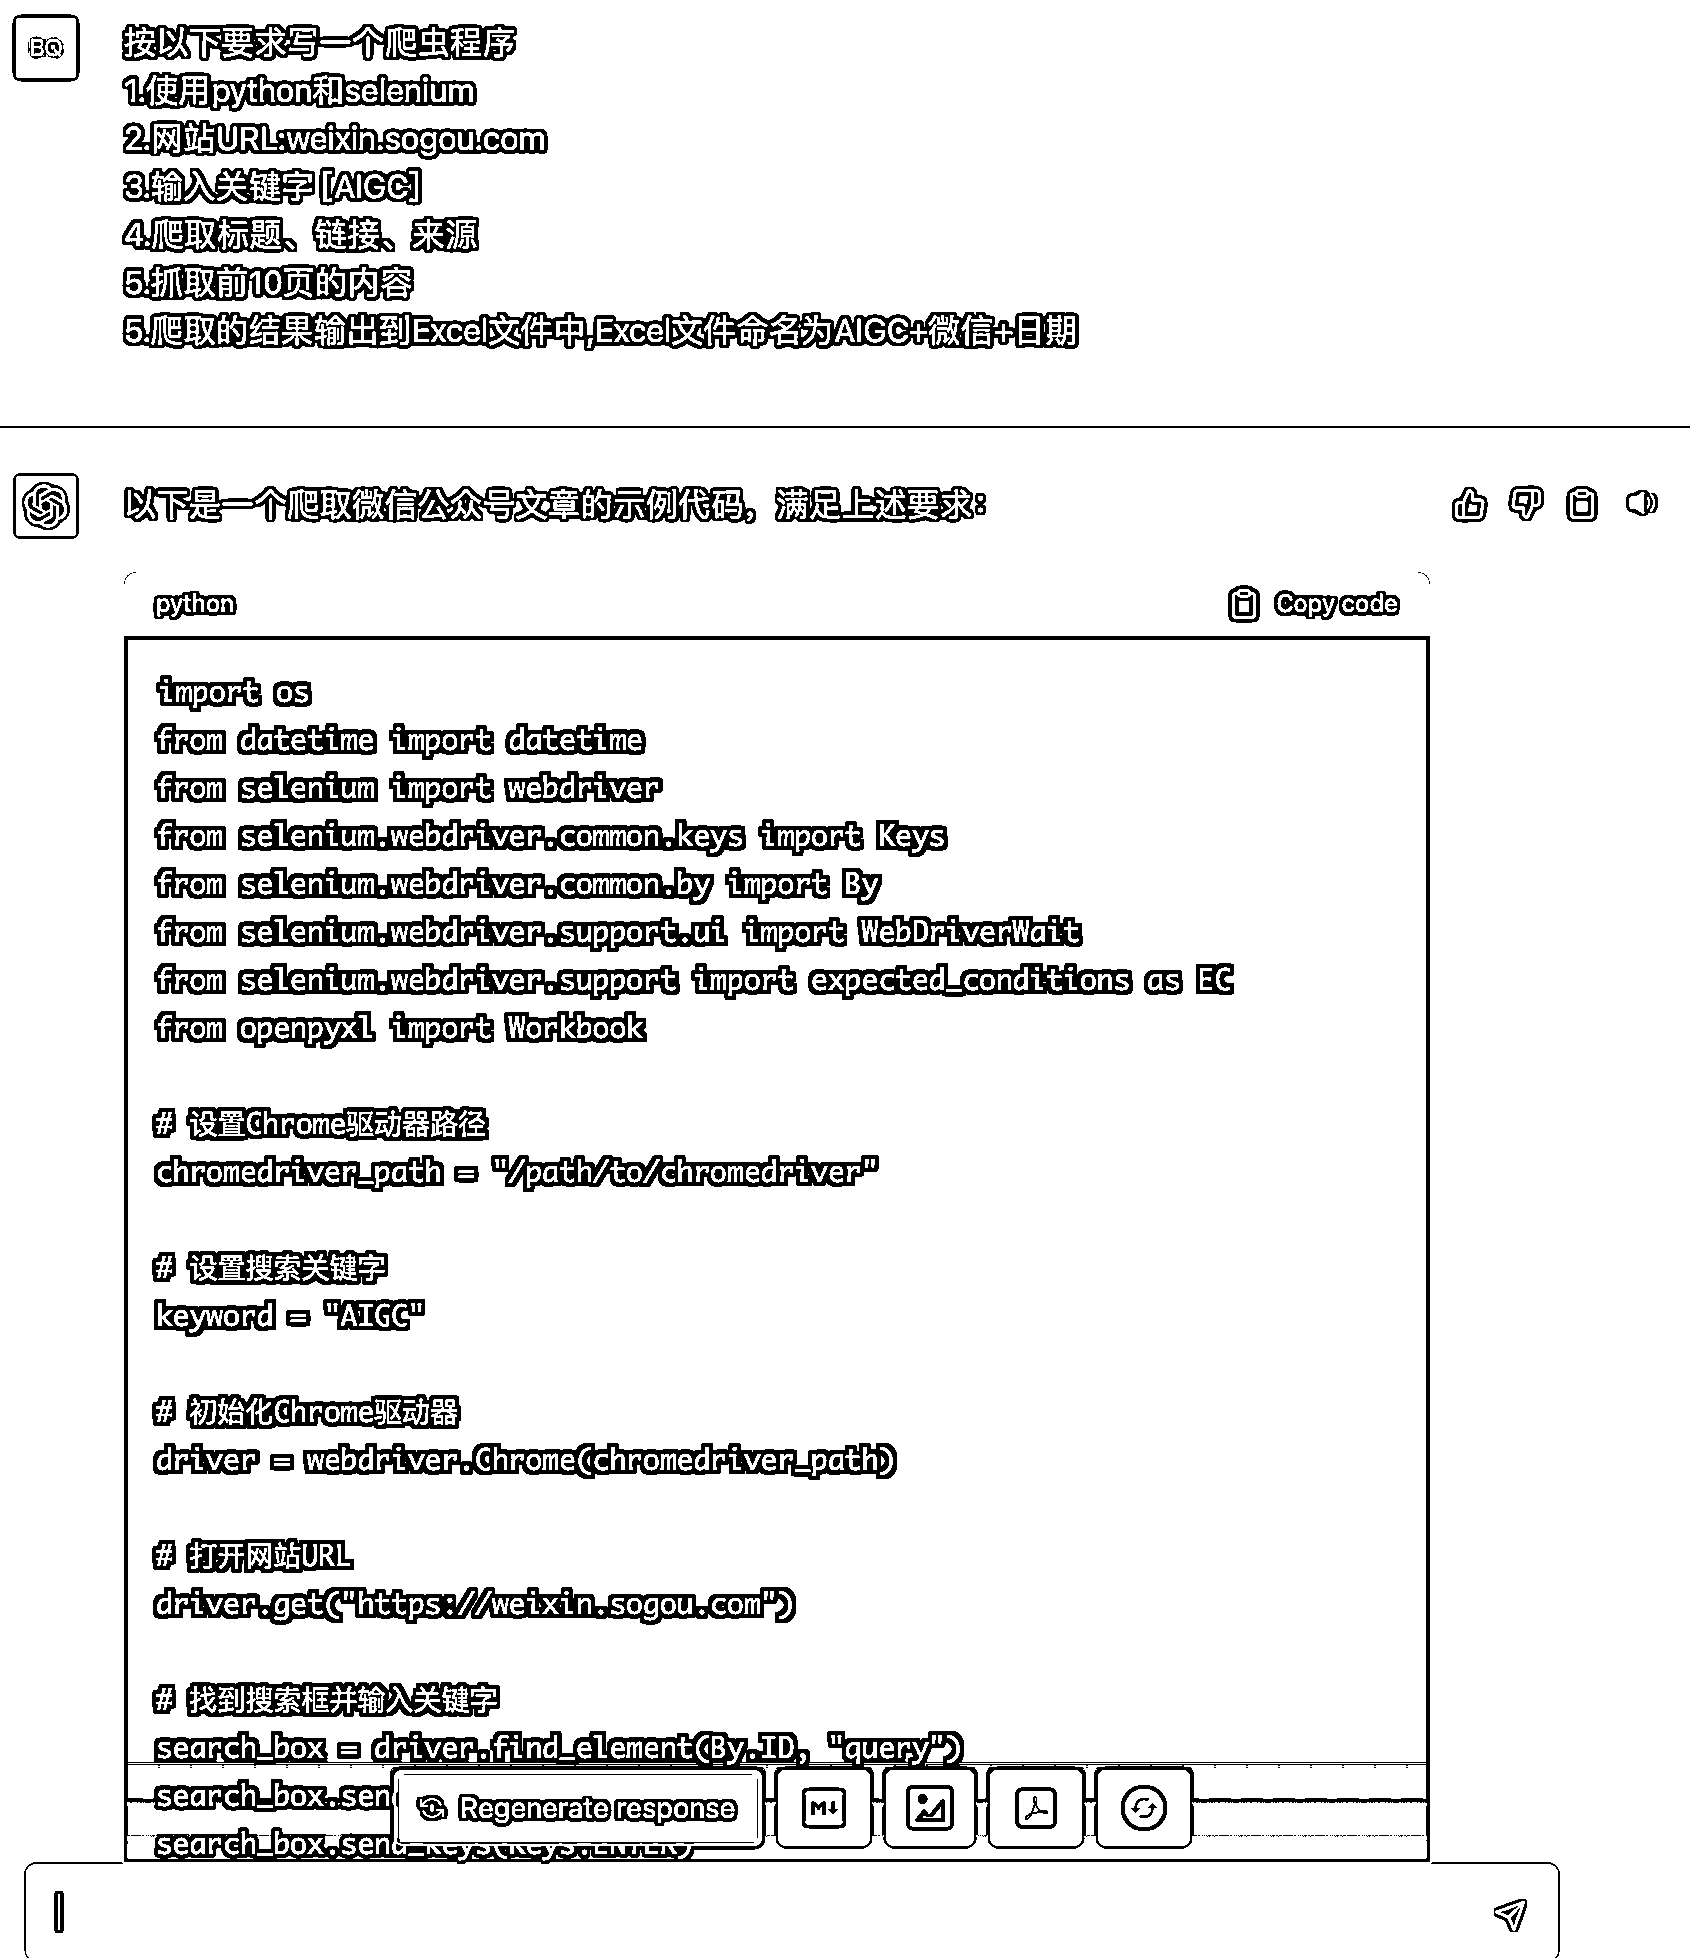 BQ
按以下要求写一个爬虫程序
1.使用python和selenium
2.网站URL:weixin.sogou.com
3.输入关键字 [AIGC]
4.爬取标题、链接、来源
5.抓取前10页的内容
5.爬取的结果输出到Excel文件中,Excel文件命名为AIGC+微信+日期
以下是一个爬取微信公众号文章的示例代码，满足上述要求：
python
Copy code
import os
from datetime import datetime
from selenium import webdriver
from selenium.webdriver.common.keys import Keys
from selenium.webdriver.common.by import By
from selenium.webdriver.support.ui import WebDriverWait
from selenium.webdriver.support import expected_conditions as EC
from openpyxl import Workbook
# 设置Chrome驱动器路径
chromedriver_path = "/path/to/chromedriver"
# 设置搜索关键字
keyword = "AIGC"
# 初始化Chrome驱动器
driver = webdriver.Chrome(chromedriver_path)
# 打开网站URL
driver.get("https://weixin.sogou.com")
# 找到搜索框并输入关键字
search_box = driver.find_element(By.ID, "query")
search_box.sen
Regenerate response
M↓
search_box.send_keys(Keys.ENTER)